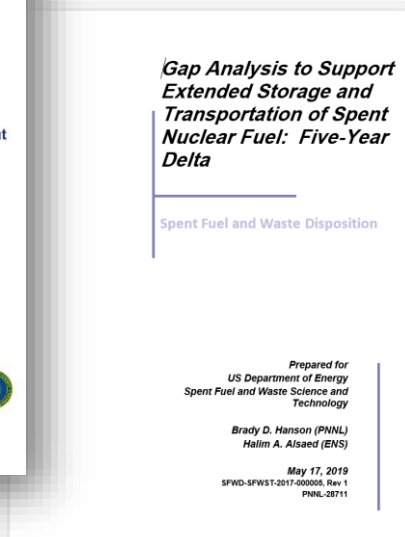 Gap Analysis to Support
Extended Storage and
Transportation of Spent
Nuclear Fuel: Five-Year
Delta
Spent Fuel and Waste Disposition
Prepared for
US Department of Energy
Spent Fuel and Waste Science and
Technology
Brady D. Hanson (PNNL)
Halim A. Alsaed (ENS)
May 17, 2019
SFWD-SFWST-2017-000005, Rev 1
PNNL-28711